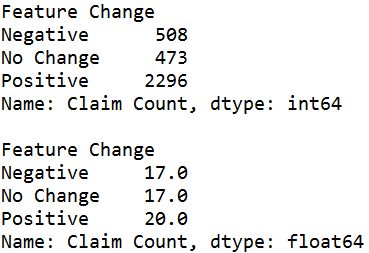 Feature Change
Negative 508
No Change 473
Positive 2296
Name: Claim Count, dtype: int64
Feature Change
Negative 17.0
No Change 17.0
Positive 20.0
Name: Claim Count, dtype: float64